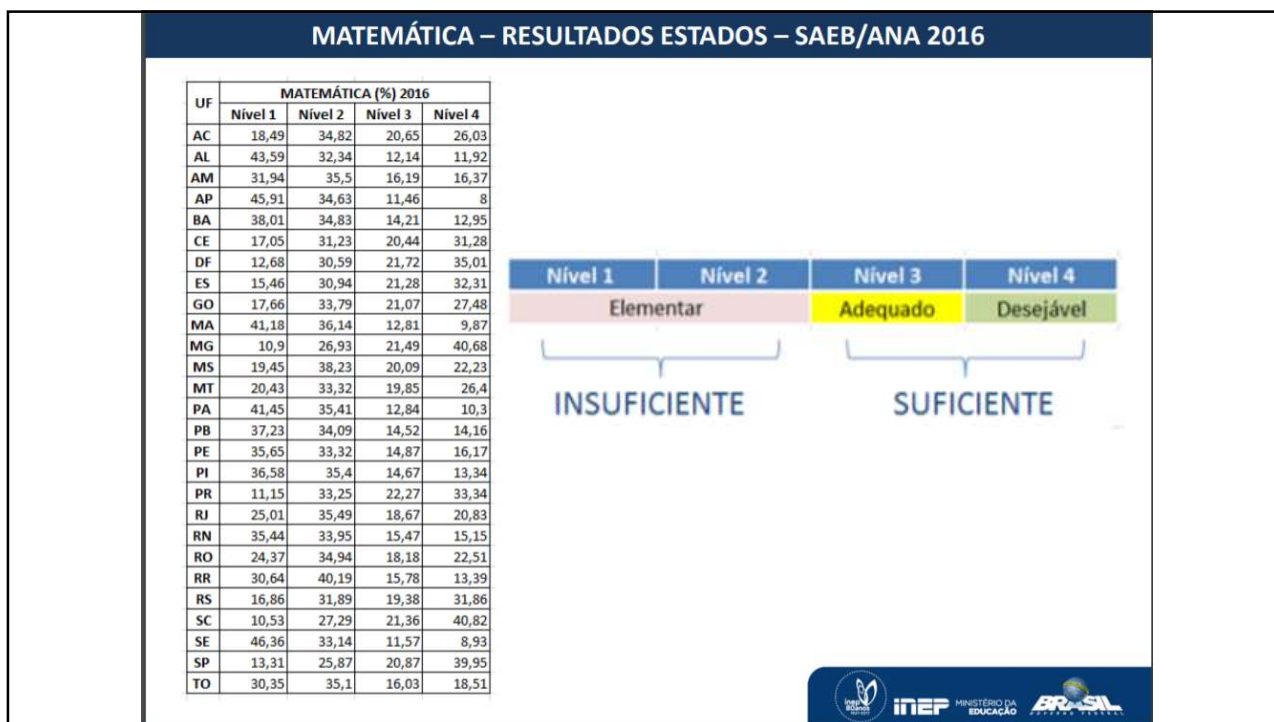 MATEMÁTICA – RESULTADOS ESTADOS – SAEB/ANA 2016
UF MATEMÁTICA (%) 2016
Nível 1 Nível 2 Nível 3 Nível 4
AC 18,49 34,82 20,65 26,03
AL 43,59 32,34 12,14 11,92
AM 31,94 35,5 16,19 16,37
AP 45,91 34,63 11,46 8
BA 38,01 34,83 14,21 12,95
CE 17,05 31,23 20,44 31,28
DF 12,68 30,59 21,72 35,01
ES 15,46 30,94 21,28 32,31
GO 17,66 33,79 21,07 27,48
MA 41,18 36,14 12,81 9,87
MG 10,9 26,93 21,49 40,68
MS 19,45 38,23 20,09 22,23
MT 20,43 33,32 19,85 26,4
PA 41,45 35,41 12,84 10,3
PB 37,23 34,09 14,52 14,16
PE 35,65 33,32 14,87 16,17
PI 36,58 35,4 14,67 13,34
PR 11,15 33,25 22,27 33,34
RJ 25,01 35,49 18,67 20,83
RN 35,44 33,95 15,47 15,15
RO 24,37 34,94 18,18 22,51
RR 30,64 40,19 15,78 13,39
RS 16,86 31,89 19,38 31,86
SC 10,53 27,29 21,36 40,82
SE 46,36 33,14 11,57 8,93
SP 13,31 25,87 20,87 39,95
TO 30,35 35,1 16,03 18,51
Nível 1 Nível 2 Nível 3 Nível 4
Elementar Adequado Desejável
INSUFICIENTE SUFICIENTE
inep
80anos
inep
MINISTÉRIO DA
EDUCAÇÃO
BRASIL
GOVERNO FEDERAL